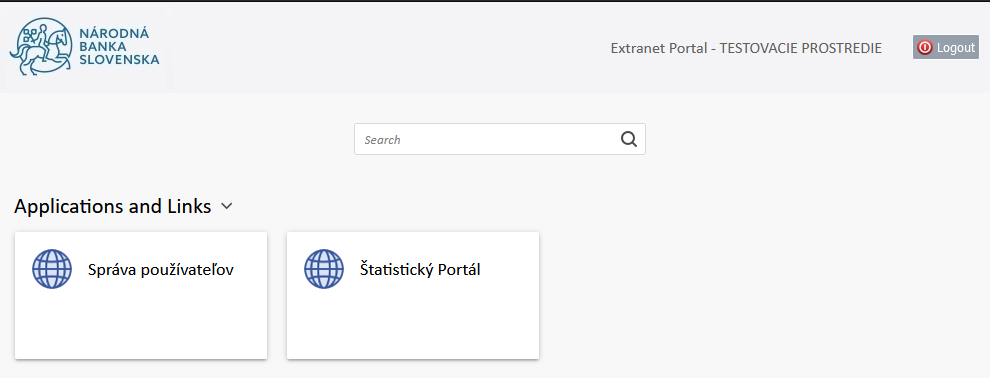 NÁRODNÁ
BANKA
SLOVENSKA
Extranet Portal - TESTOVACIE PROSTREDIE
Logout
Search
Applications and Links
Správa používateľov
Štatistický Portál